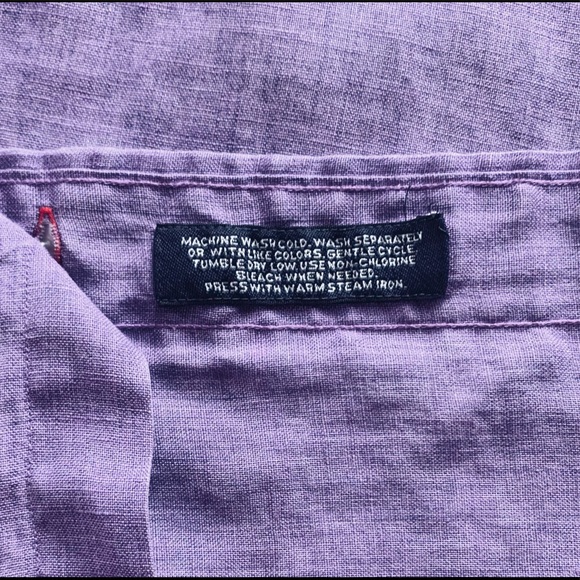 MACHINE WASH COLD. WASH SEPARATELY
OR WITH LIKE COLORS. GENTLE CYCLE.
TUMBLE DRY LOW. USE NON-CHLORINE
BLEACH WHEN NEEDED.
PRESS WITH WARM STEAM IRON.